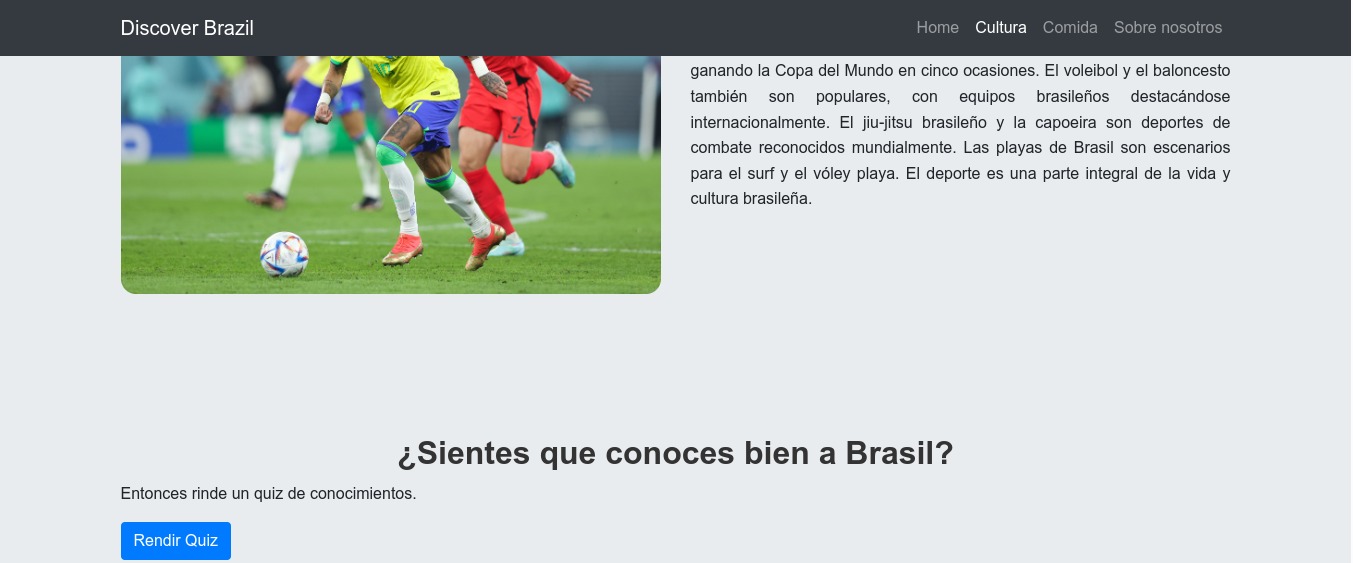 Discover Brazil
Home Cultura Comida Sobre nosotros
ganando la Copa del Mundo en cinco ocasiones. El voleibol y el baloncesto
también son populares, con equipos brasileños destacándose
internacionalmente. El jiu-jitsu brasileño y la capoeira son deportes de
combate reconocidos mundialmente. Las playas de Brasil son escenarios
para el surf y el vóley playa. El deporte es una parte integral de la vida y
cultura brasileña.
7
¿Sientes que conoces bien a Brasil?
Entonces rinde un quiz de conocimientos.
Rendir Quiz